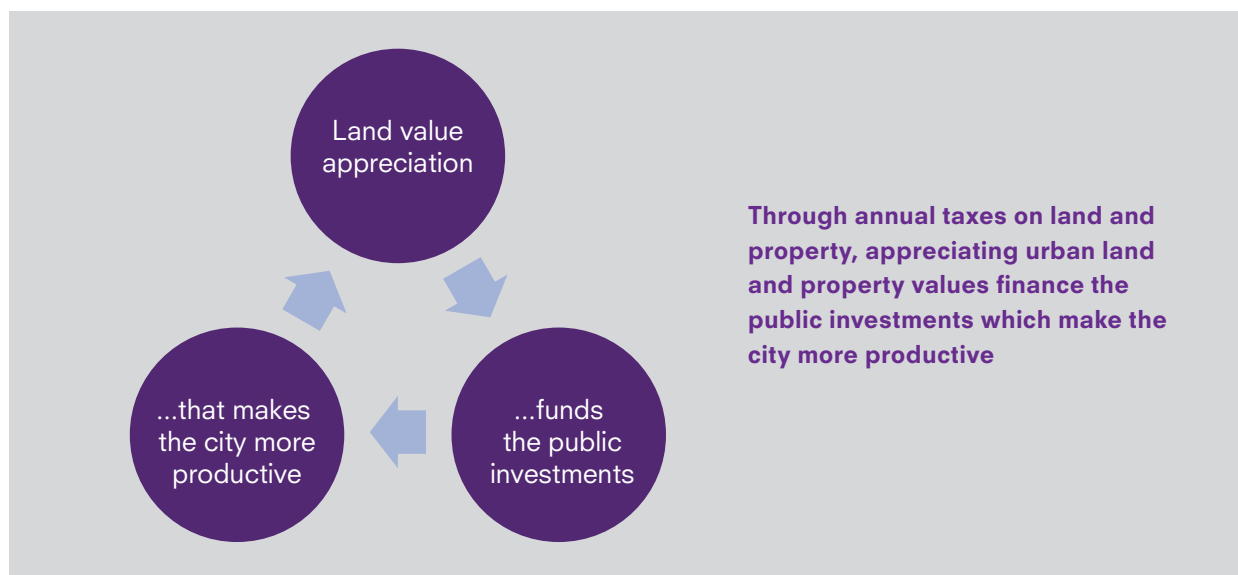 Land value
appreciation
...funds
the public
investments
...that makes
the city more
productive
Through annual taxes on land and
property, appreciating urban land
and property values finance the
public investments which make the
city more productive